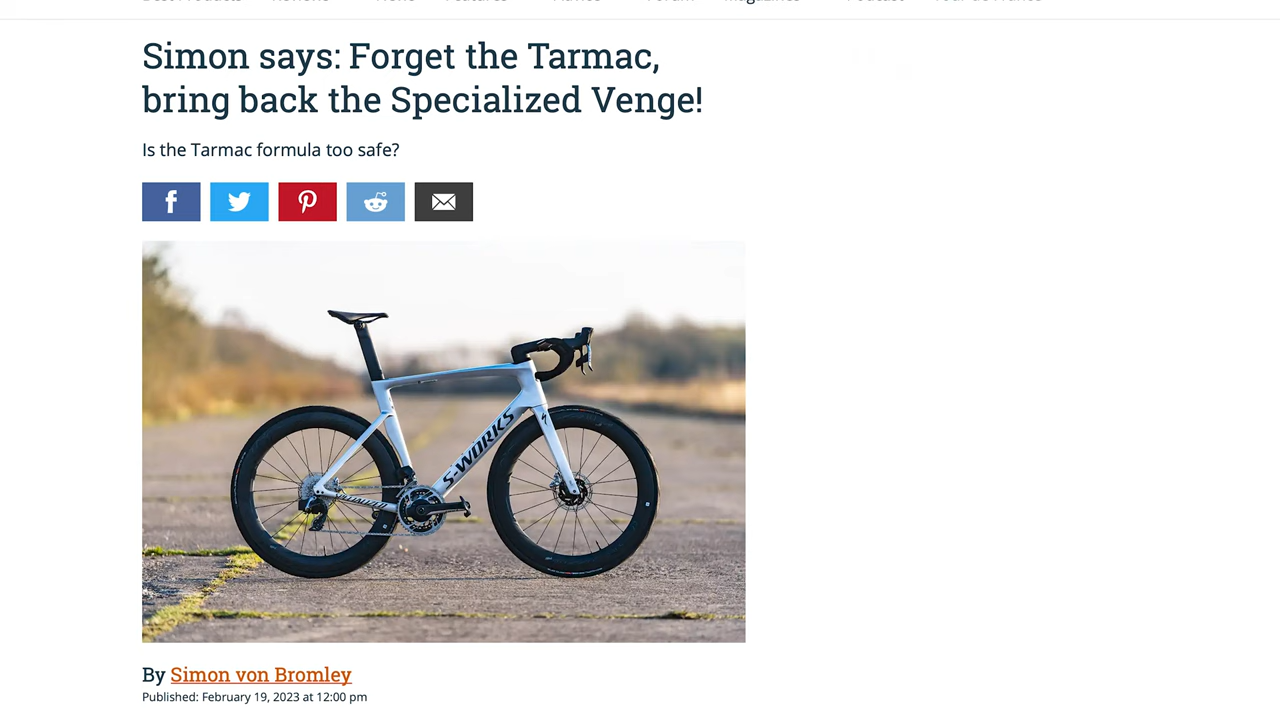 Simon says: Forget the Tarmac,
bring back the Specialized Venge!
Is the Tarmac formula too safe?
S-WORKS
By Simon von Bromley
Published: February 19, 2023 at 12:00 pm